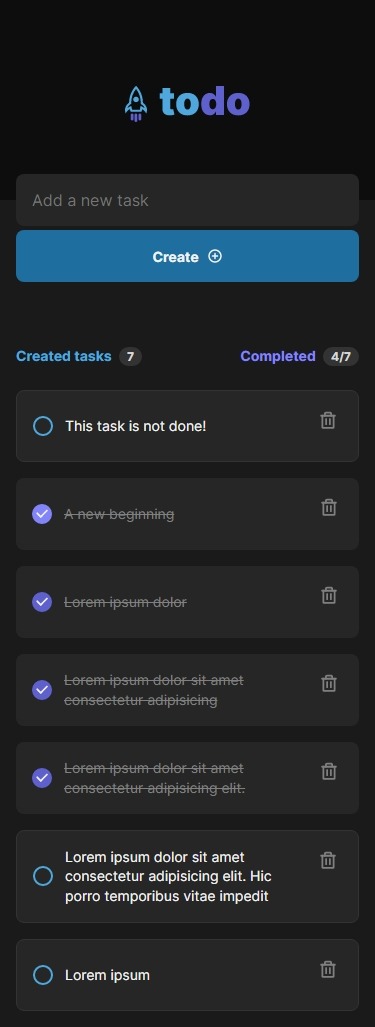 todo
Add a new task
Create
Created tasks 7
Completed 4/7
This task is not done!
A new beginning
Lorem ipsum dolor
Lorem ipsum dolor sit amet
consectetur adipisicing
Lorem ipsum dolor sit amet
consectetur adipisicing elit.
Lorem ipsum dolor sit amet
consectetur adipisicing elit. Hic
porro temporibus vitae impedit
Lorem ipsum